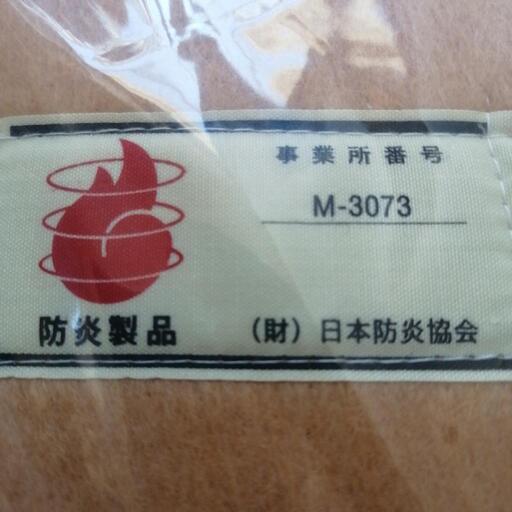 事業所番号
M-3073
防炎製品
（財）日本防炎協会